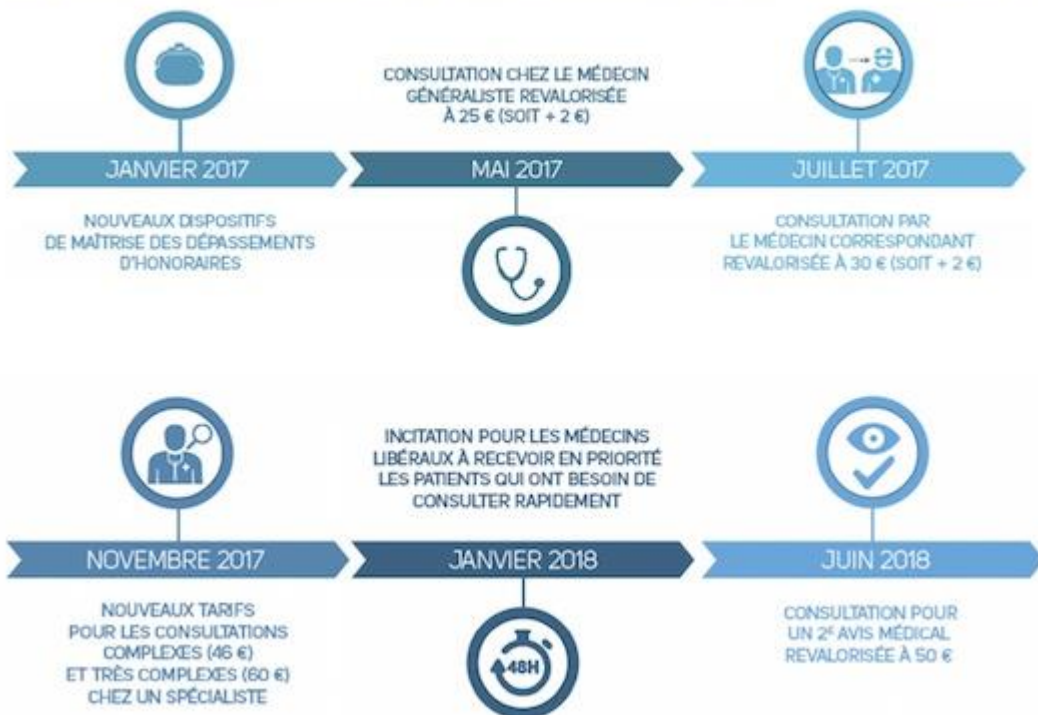 CONSULTATION CHEZ LE MÉDECIN
GÉNÉRALISTE REVALORISÉE
À 25 € (SOIT + 2 €)
JANVIER 2017
MAI 2017
JUILLET 2017
NOUVEAUX DISPOSITIFS
DE MAÎTRISE DES DÉPASSEMENTS
D'HONORAIRES
CONSULTATION PAR
LE MÉDECIN CORRESPONDANT
REVALORISÉE À 30 € (SOIT + 2 €)
INCITATION POUR LES MÉDECINS
LIBÉRAUX À RECEVOIR EN PRIORITÉ
LES PATIENTS QUI ONT BESOIN DE
CONSULTER RAPIDEMENT
NOVEMBRE 2017
JANVIER 2018
JUIN 2018
NOUVEAUX TARIFS
POUR LES CONSULTATIONS
COMPLEXES (46 €)
ET TRÈS COMPLEXES (60 €)
CHEZ UN SPÉCIALISTE
48H
CONSULTATION POUR
UN 2E AVIS MÉDICAL
REVALORISÉE À 50 €